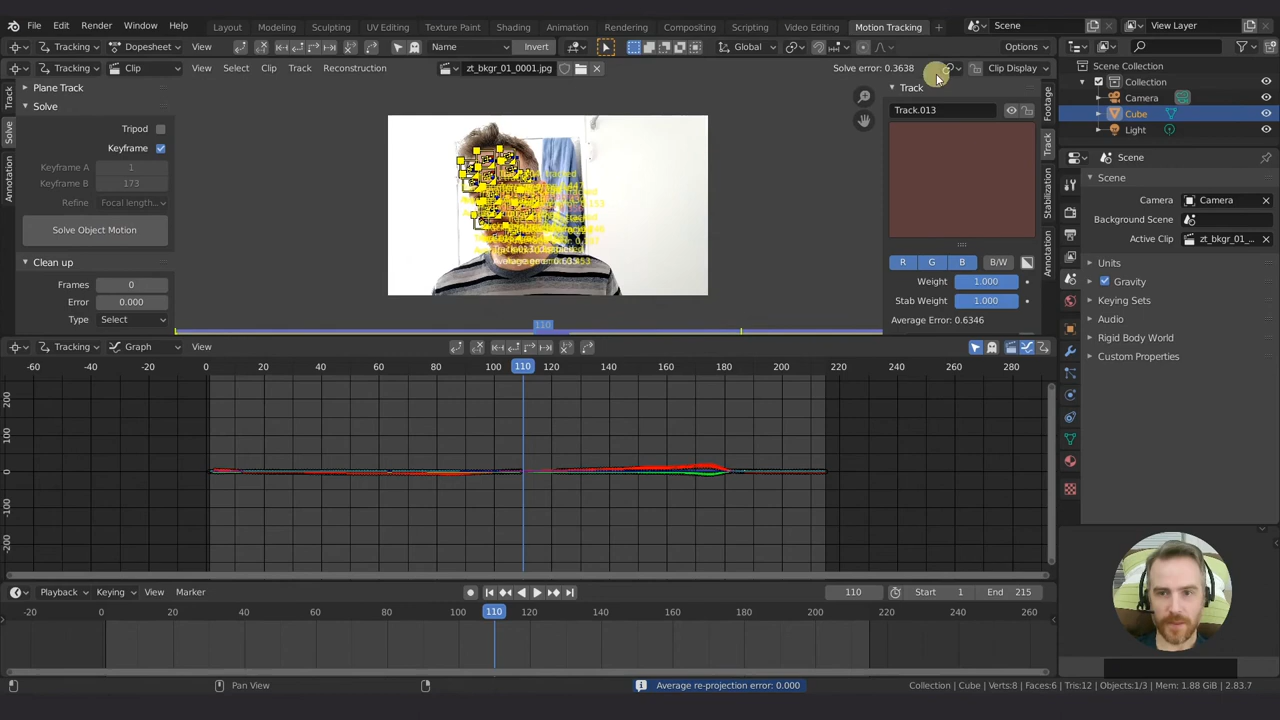 File Edit Render Window Help Layout Modeling Sculpting UV Editing Texture Paint Shading Animation Rendering Compositing Video Editing Motion Tracking + Scene View Layer
Tracking Dopesheet View Name Invert Global Options
Tracking Clip View Select Clip Track Reconstruction zt_bkgr_01_0001.jpg Solve error: 0.3638 Clip Display
Scene Collection
Collection
Camera
Cube
Light
Track
Solve
Annotation
Plane Track
Solve
Tripod
Keyframe
Keyframe A 1
Keyframe B 173
Refine Focal length...
Solve Object Motion
Clean up
Frames 0
Error 0.000
Type Select
110
Track
Track.013
R G B B/W
Weight 1.000
Stab Weight 1.000
Average Error: 0.6346
Footage
Track
Stabilization
Annotation
Scene
Scene
Camera Camera
Background Scene
Active Clip zt_bkgr_01_...
Units
Gravity
Keying Sets
Audio
Rigid Body World
Custom Properties
Tracking Graph View
-60 -40 -20 0 20 40 60 80 100 110 120 140 160 180 200 220 240 260 280
200
100
0
-100
-200
Playback Keying View Marker 110 Start 1 End 215
-20 0 20 40 60 80 100 110 120 140 160 180 200 220 240 260
Pan View Average re-projection error: 0.000 Collection | Cube | Verts:8 | Faces:6 | Tris:12 | Objects:1/3 | Mem: 1.88 GiB | 2.83.7